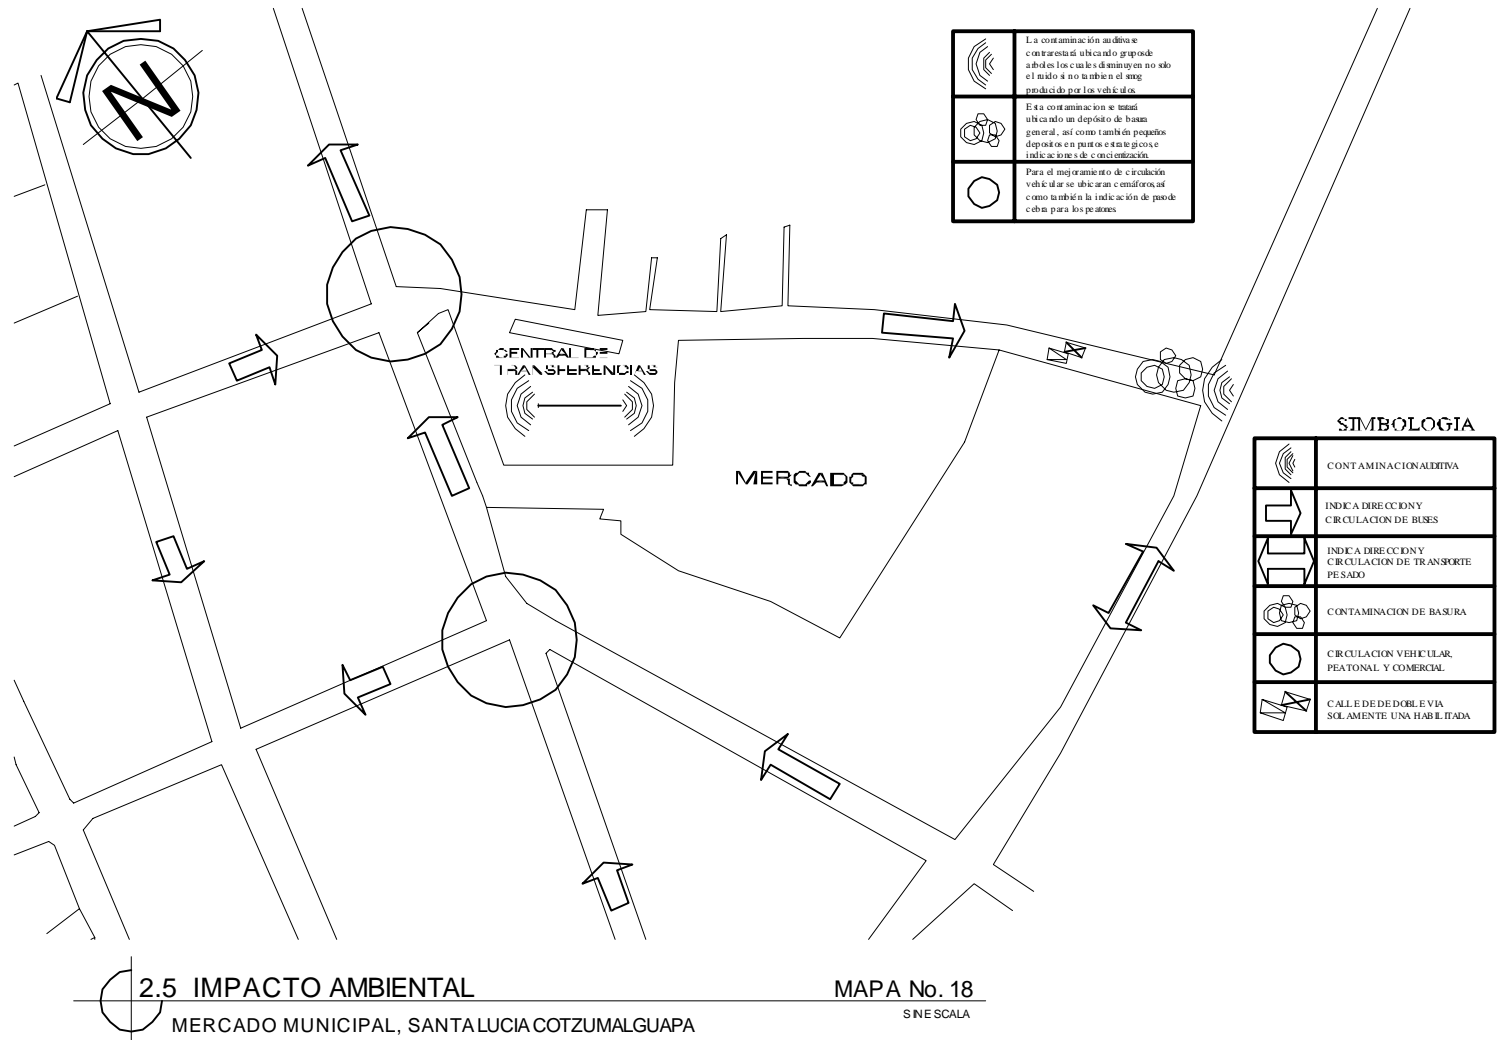 N
La contaminación auditiva se
contrarestará ubicando grupos de
arboles los cuales disminuyen no solo
el ruido si no tambien el smog
producido por los vehículos.
Esta contaminacion se tratará
ubicando un depósito de basura
general, así como también pequeños
depositos en puntos estrategicos, e
indicaciones de concientización.
Para el mejoramiento de circulación
vehícular se ubicaran cemáforos, así
como también la indicación de paso de
cebra para los peatones.
CENTRAL DE
TRANSFERENCIAS
MERCADO
SIMBOLOGIA
CONTAMINACION AUDITIVA
INDICA DIRECCION Y
CIRCULACION DE BUSES
INDICA DIRECCION Y
CIRCULACION DE TRANSPORTE
PESADO
CONTAMINACION DE BASURA
CIRCULACION VEHICULAR,
PEATONAL Y COMERCIAL
CALLE DE DE DOBLE VIA
SOLAMENTE UNA HABILITADA
2.5 IMPACTO AMBIENTAL
MAPA No. 18
MERCADO MUNICIPAL, SANTA LUCIA COTZUMALGUAPA
SIN ESCALA